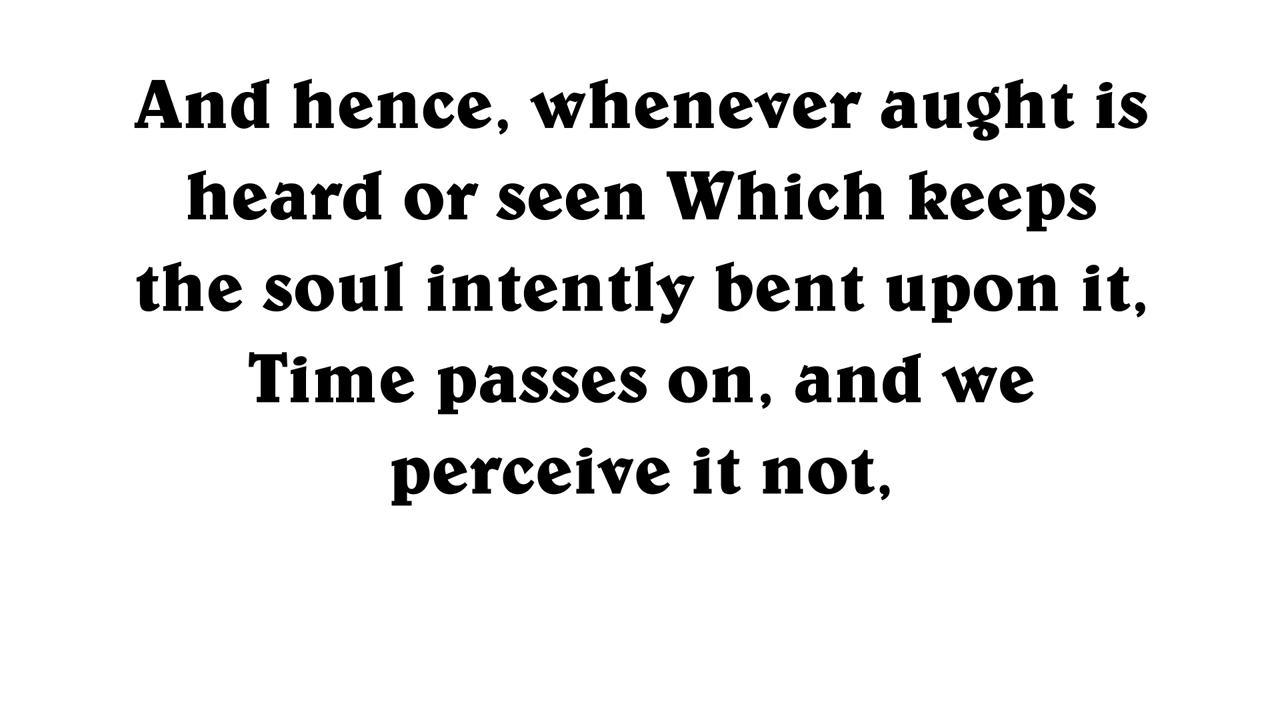 And hence, whenever aught is
heard or seen Which keeps
the soul intently bent upon it,
Time passes on, and we
perceive it not,